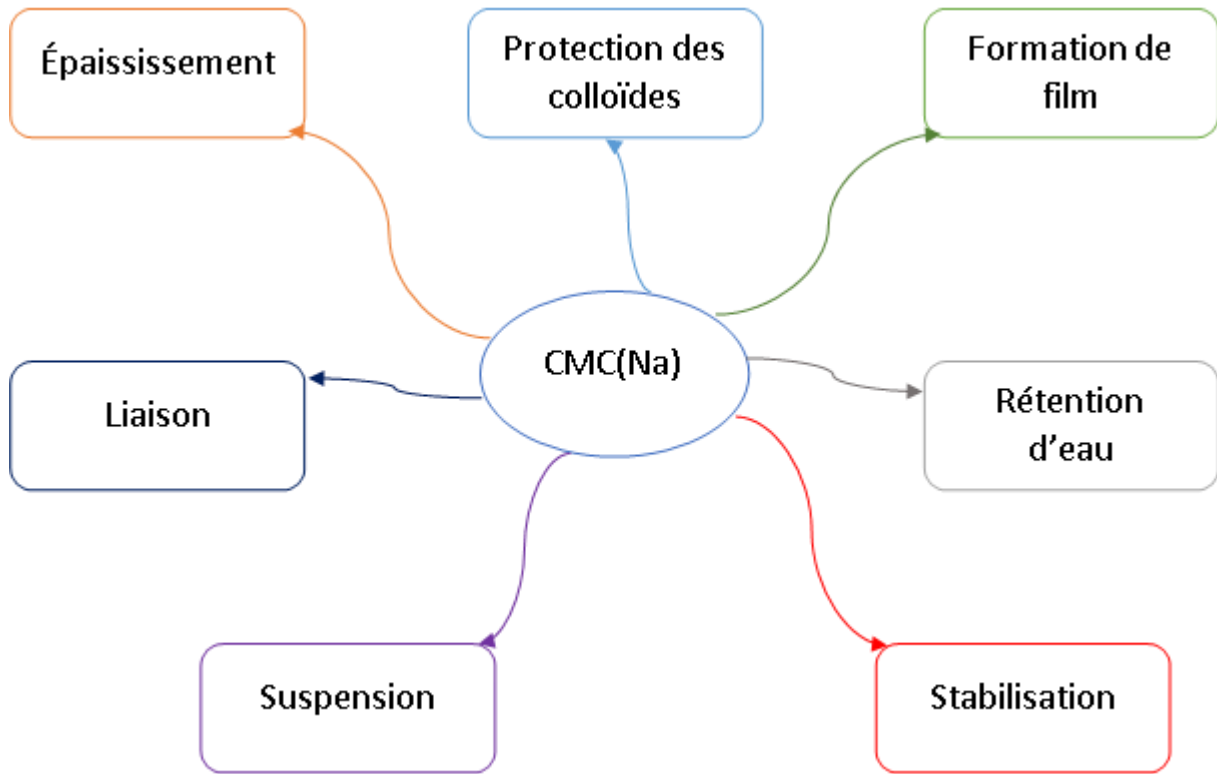 Épaississement
Protection des
colloïdes
Formation de
film
CMC(Na)
Liaison
Rétention
d’eau
Suspension
Stabilisation